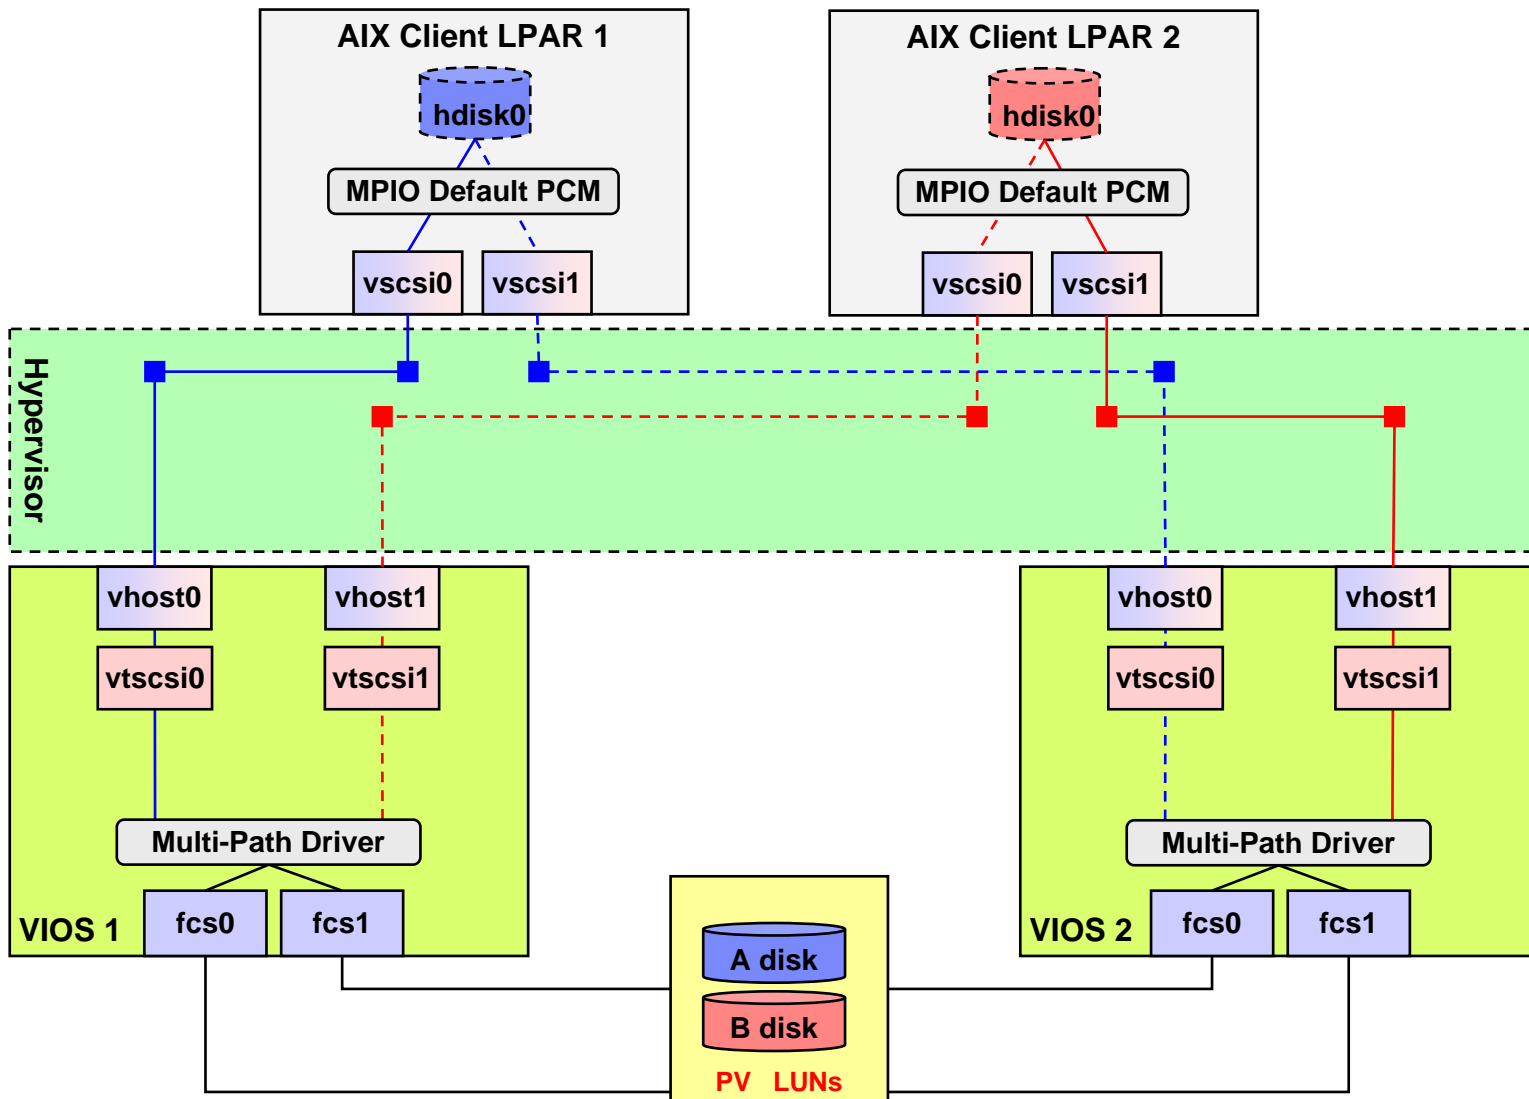 AIX Client LPAR 1
hdisk0
MPIO Default PCM
vscsi0
vscsi1
AIX Client LPAR 2
hdisk0
MPIO Default PCM
vscsi0
vscsi1
Hypervisor
vhost0
vhost1
vtscsi0
vtscsi1
Multi-Path Driver
fcs0
fcs1
VIOS 1
vhost0
vhost1
vtscsi0
vtscsi1
Multi-Path Driver
fcs0
fcs1
VIOS 2
A disk
B disk
PV LUNs